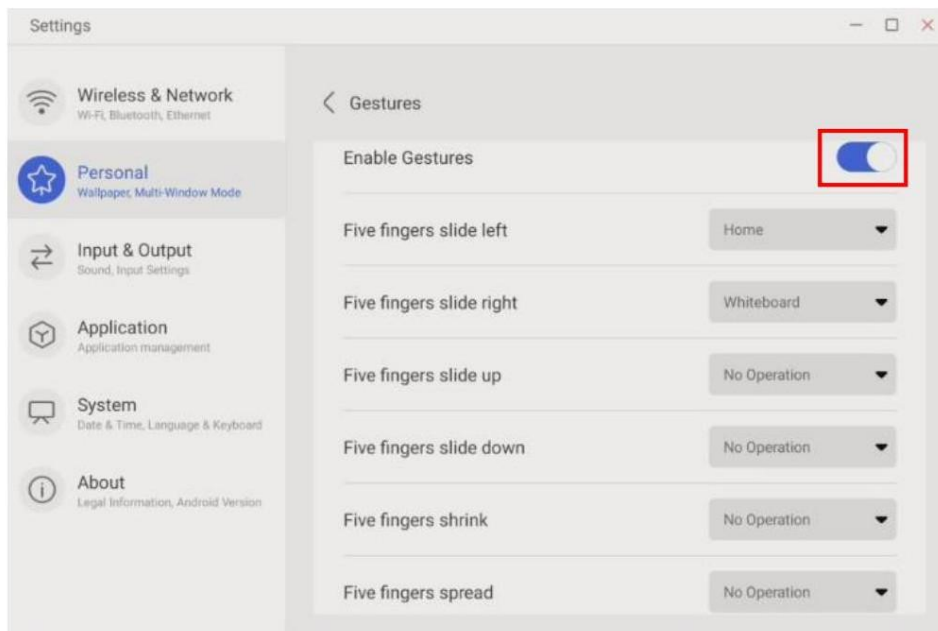 Settings
Wireless & Network
Wi-Fi, Bluetooth, Ethernet
Personal
Wallpaper, Multi-Window Mode
Input & Output
Sound, Input Settings
Application
Application management
System
Date & Time, Language & Keyboard
About
Legal Information, Android Version
Gestures
Enable Gestures
Five fingers slide left
Home
Five fingers slide right
Whiteboard
Five fingers slide up
No Operation
Five fingers slide down
No Operation
Five fingers shrink
No Operation
Five fingers spread
No Operation